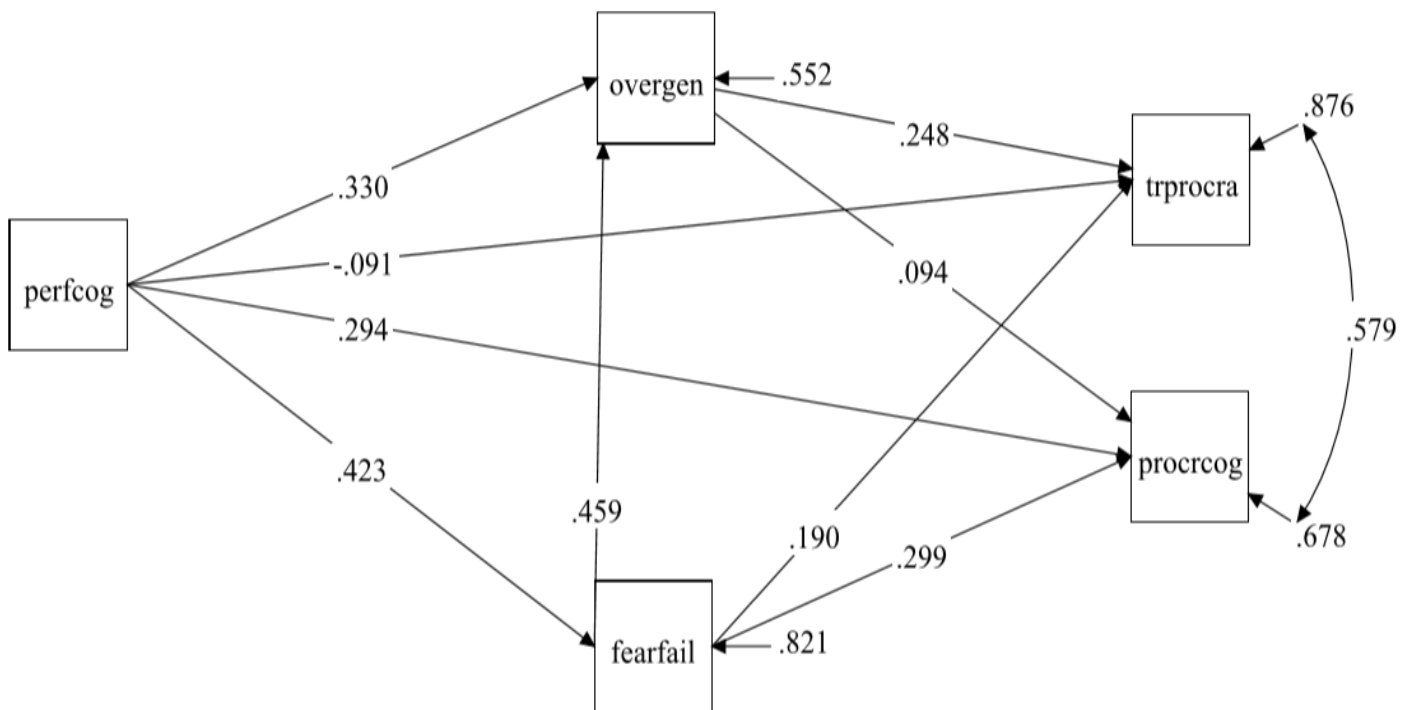 overgen
.552
.876
.248
.330
trprocra
-.091
.094
perfcog
.294
.579
.423
procrcog
.459
.190
.678
.299
fearfail
.821